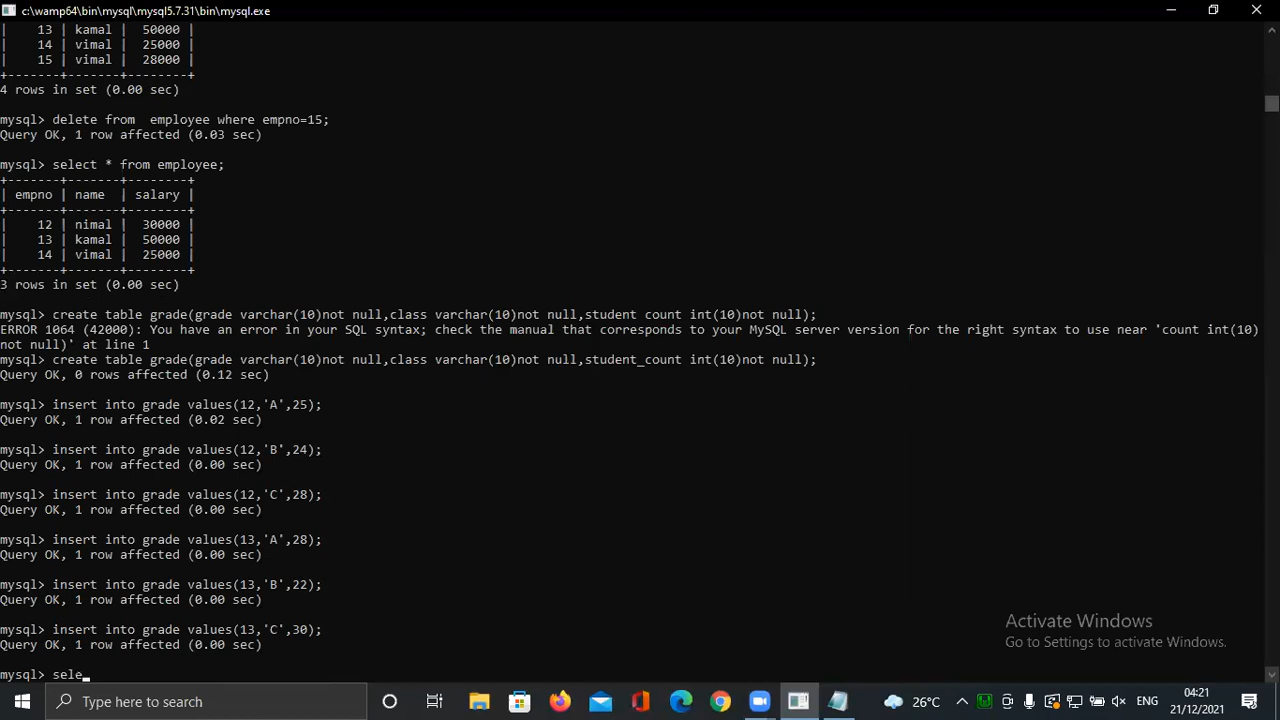 c:\wamp64\bin\mysql\mysql5.7.31\bin\mysql.exe
|    13 | kamal |  50000 |
|    14 | vimal |  25000 |
|    15 | vimal |  28000 |
+-------+-------+--------+
4 rows in set (0.00 sec)
mysql> delete from  employee where empno=15;
Query OK, 1 row affected (0.03 sec)
mysql> select * from employee;
+-------+-------+--------+
| empno | name  | salary |
+-------+-------+--------+
|    12 | nimal |  30000 |
|    13 | kamal |  50000 |
|    14 | vimal |  25000 |
+-------+-------+--------+
3 rows in set (0.00 sec)
mysql> create table grade(grade varchar(10)not null,class varchar(10)not null,student count int(10)not null);
ERROR 1064 (42000): You have an error in your SQL syntax; check the manual that corresponds to your MySQL server version for the right syntax to use near 'count int(10)
not null)' at line 1
mysql> create table grade(grade varchar(10)not null,class varchar(10)not null,student_count int(10)not null);
Query OK, 0 rows affected (0.12 sec)
mysql> insert into grade values(12,'A',25);
Query OK, 1 row affected (0.02 sec)
mysql> insert into grade values(12,'B',24);
Query OK, 1 row affected (0.00 sec)
mysql> insert into grade values(12,'C',28);
Query OK, 1 row affected (0.00 sec)
mysql> insert into grade values(13,'A',28);
Query OK, 1 row affected (0.00 sec)
mysql> insert into grade values(13,'B',22);
Query OK, 1 row affected (0.00 sec)
mysql> insert into grade values(13,'C',30);
Query OK, 1 row affected (0.00 sec)
mysql> sele_
Activate Windows
Go to Settings to activate Windows.
Type here to search
26°C
ENG
04:21
21/12/2021